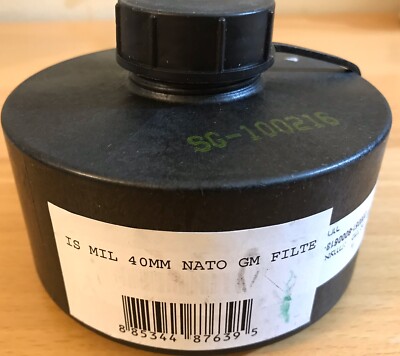 SG-100216
IS MIL 40MM NATO GM FILTE
8 85344 87639 5